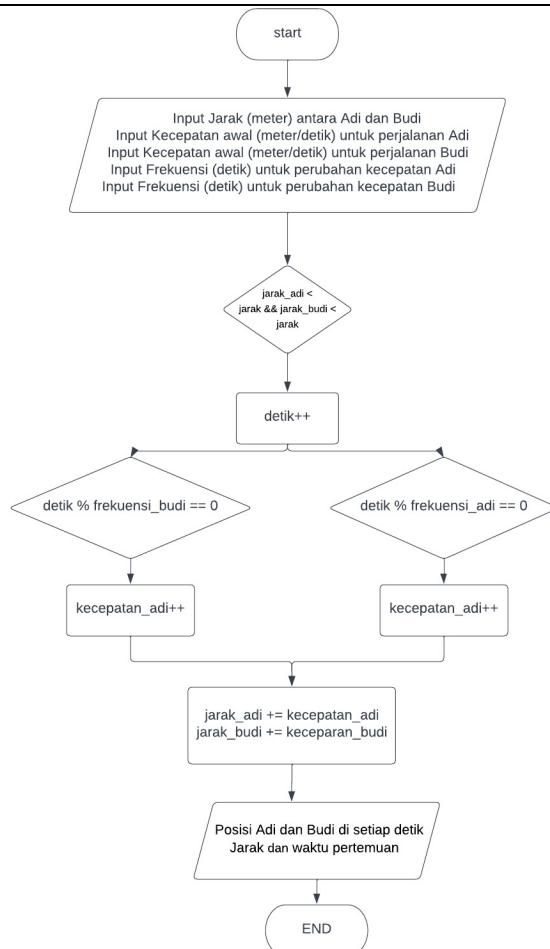 start
Input Jarak (meter) antara Adi dan Budi
Input Kecepatan awal (meter/detik) untuk perjalanan Adi
Input Kecepatan awal (meter/detik) untuk perjalanan Budi
Input Frekuensi (detik) untuk perubahan kecepatan Adi
Input Frekuensi (detik) untuk perubahan kecepatan Budi
jarak_adi <
jarak && jarak_budi <
jarak
detik++
detik % frekuensi_budi == 0
detik % frekuensi_adi == 0
kecepatan_adi++
kecepatan_adi++
jarak_adi += kecepatan_adi
jarak_budi += keceparan_budi
Posisi Adi dan Budi di setiap detik
Jarak dan waktu pertemuan
END